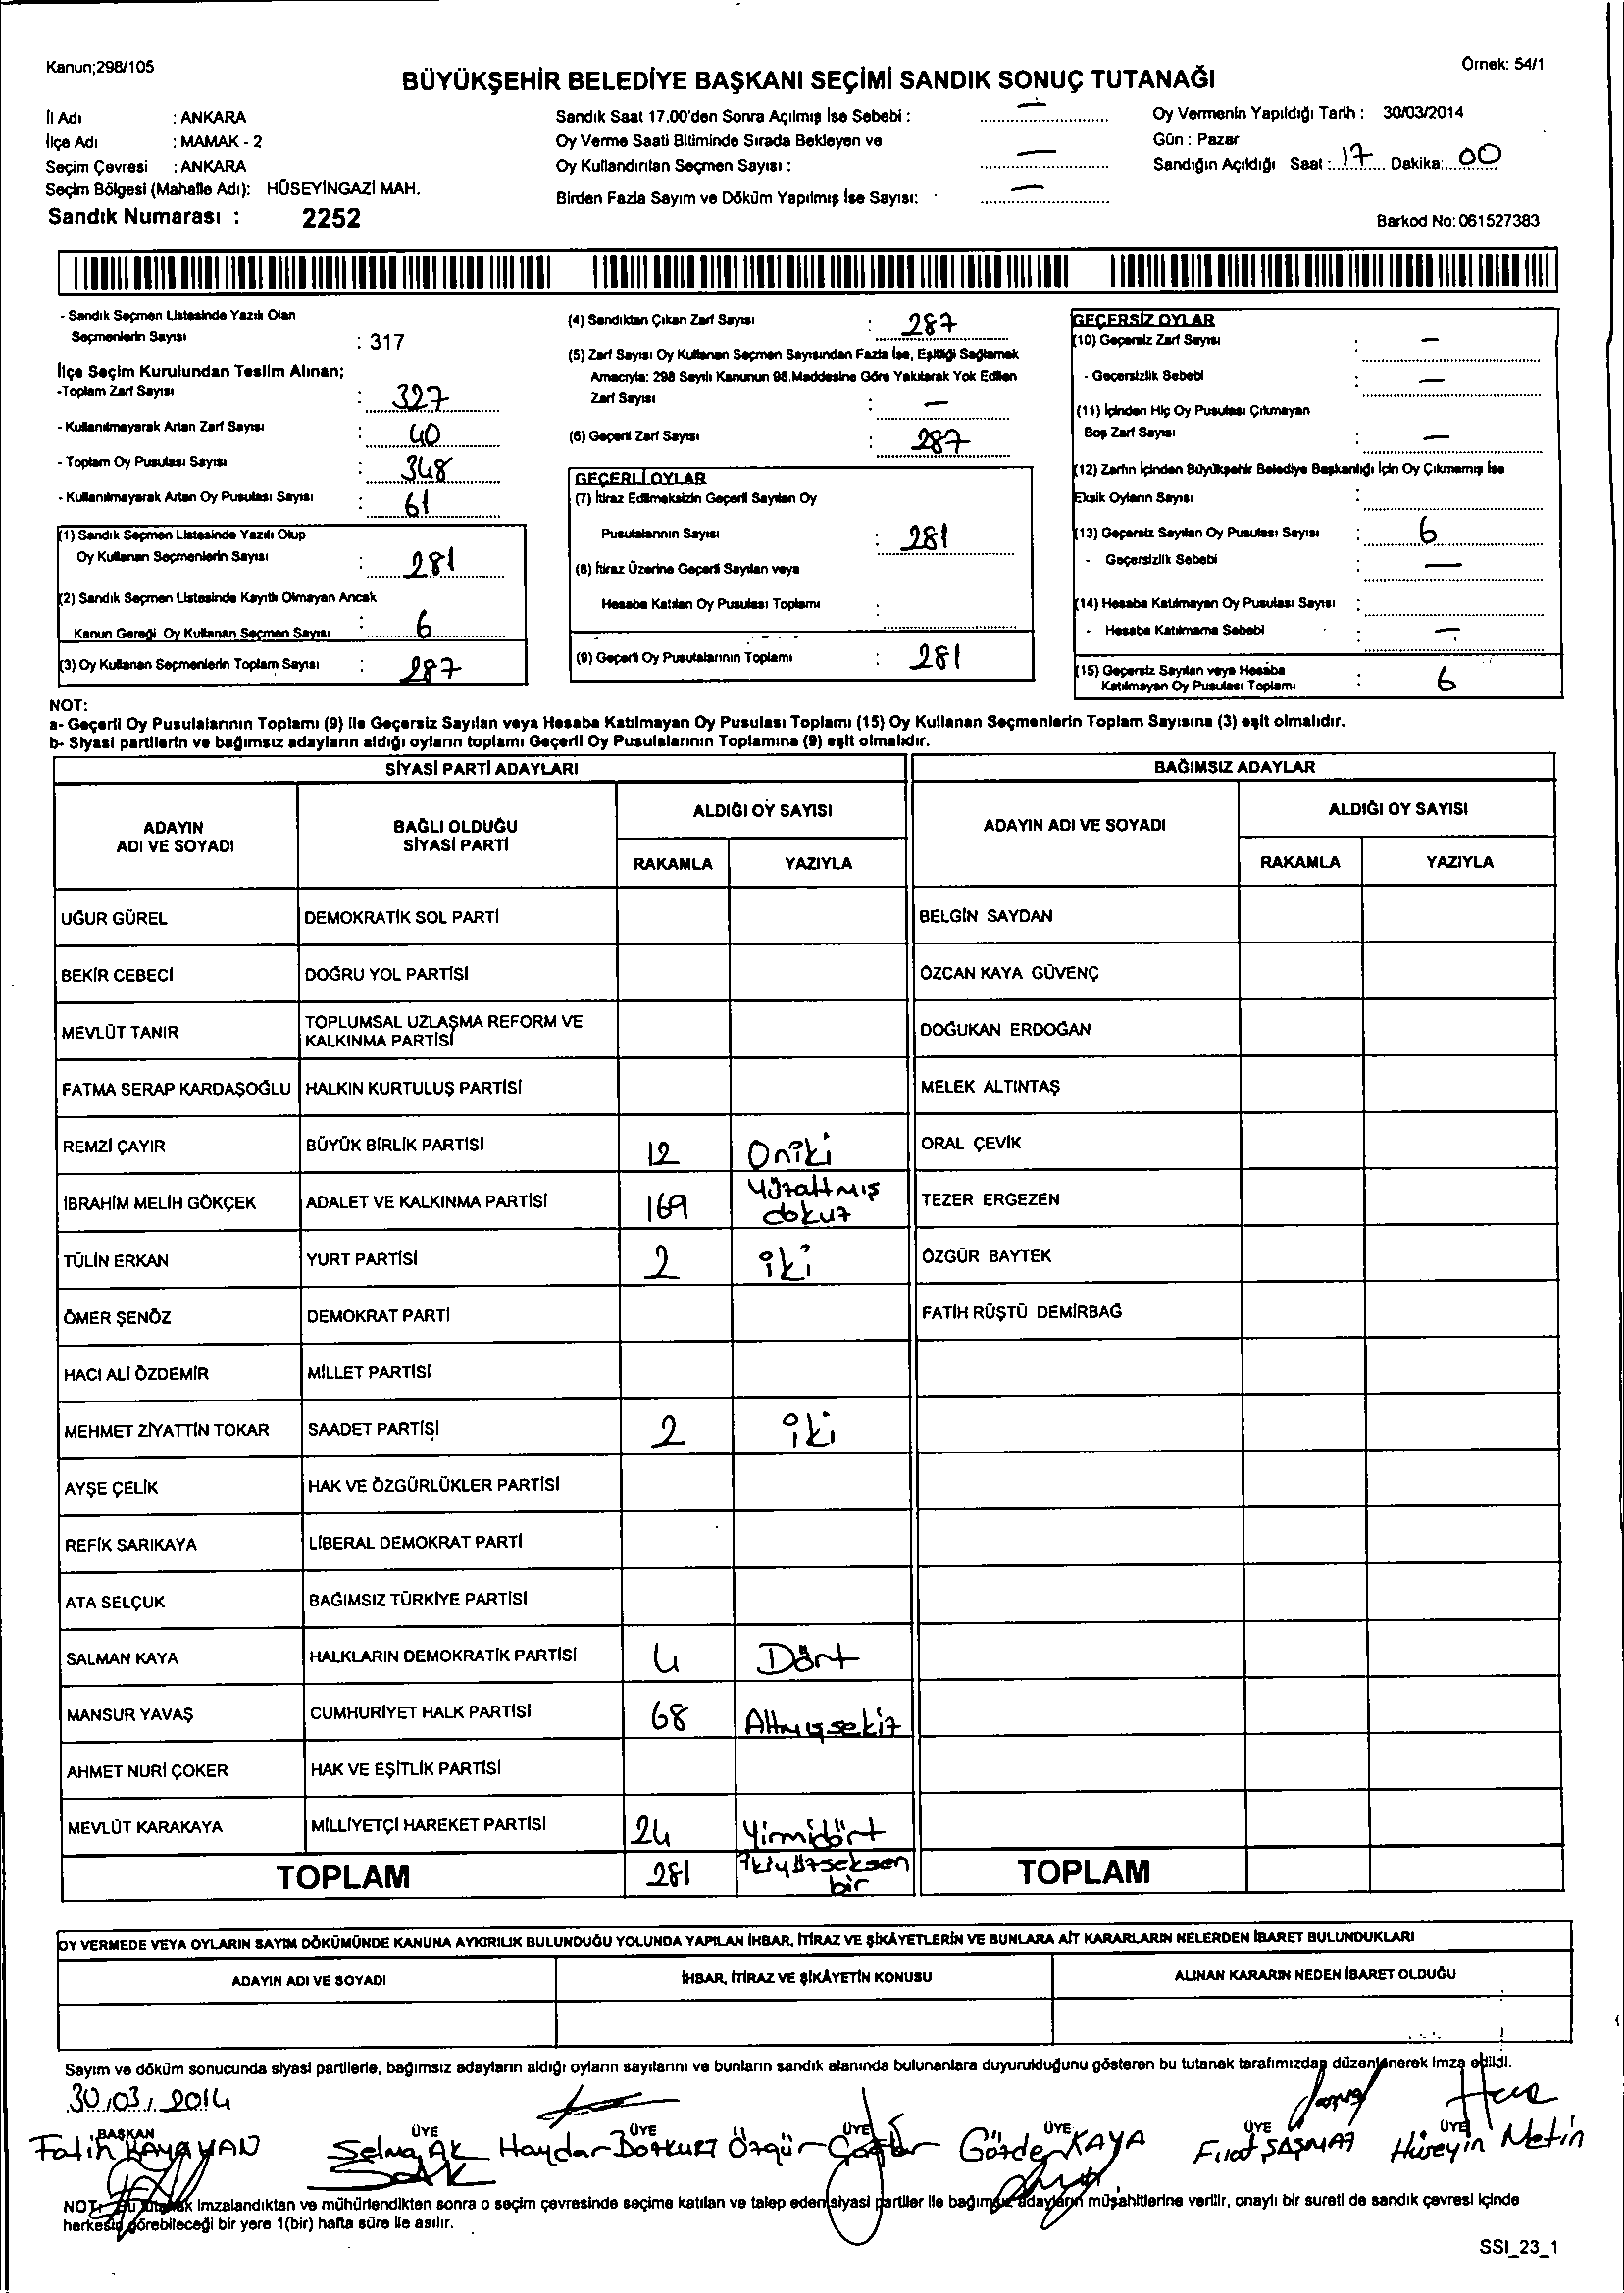 Kanun;298/105
Örnek: 54/1
BÜYÜKŞEHİR BELEDİYE BAŞKANI SEÇİMİ SANDIK SONUÇ TUTANAĞI
İl Adı : ANKARA
İlçe Adı : MAMAK - 2
Seçim Çevresi : ANKARA
Seçim Bölgesi (Mahalle Adı): HÜSEYİNGAZİ MAH.
Sandık Numarası : 2252
Sandık Saat 17.00'den Sonra Açılmış İse Sebebi : —
Oy Verme Saati Bitiminde Sırada Bekleyen ve
Oy Kullandırılan Seçmen Sayısı : —
Birden Fazla Sayım ve Döküm Yapılmış İse Sayısı: —
Oy Vermenin Yapıldığı Tarih : 30/03/2014
Gün : Pazar
Sandığın Açıldığı Saat : 17 Dakika: 00
Barkod No: 061527383
- Sandık Seçmen Listesinde Yazılı Olan
Seçmenlerin Sayısı : 317
İlçe Seçim Kurulundan Teslim Alınan;
-Toplam Zarf Sayısı : 327
- Kullanılmayarak Artan Zarf Sayısı : 40
- Toplam Oy Pusulası Sayısı : 348
- Kullanılmayarak Artan Oy Pusulası Sayısı : 61
(1) Sandık Seçmen Listesinde Yazılı Olup
Oy Kullanan Seçmenlerin Sayısı : 281
(2) Sandık Seçmen Listesinde Kayıtlı Olmayan Ancak
Kanun Gereği Oy Kullanan Seçmen Sayısı : 6
(3) Oy Kullanan Seçmenlerin Toplam Sayısı : 287
(4) Sandıktan Çıkan Zarf Sayısı : 287
(5) Zarf Sayısı Oy Kullanan Seçmen Sayısından Fazla İse, Eşitliği Sağlamak
Amacıyla; 298 Sayılı Kanunun 98.Maddesine Göre Yakılarak Yok Edilen
Zarf Sayısı : —
(6) Geçerli Zarf Sayısı : 287
GEÇERLİ OYLAR
(7) İtiraz Edilmeksizin Geçerli Sayılan Oy
Pusulalarının Sayısı : 281
(8) İtiraz Üzerine Geçerli Sayılan veya
Hesaba Katılan Oy Pusulası Toplamı :
(9) Geçerli Oy Pusulalarının Toplamı : 281
GEÇERSİZ OYLAR
(10) Geçersiz Zarf Sayısı : —
- Geçersizlik Sebebi : —
(11) İçinden Hiç Oy Pusulası Çıkmayan
Boş Zarf Sayısı : —
(12) Zarfın İçinden Büyükşehir Belediye Başkanlığı İçin Oy Çıkmamış İse
Eksik Oyların Sayısı :
(13) Geçersiz Sayılan Oy Pusulası Sayısı : 6
- Geçersizlik Sebebi : —
(14) Hesaba Katılmayan Oy Pusulası Sayısı :
- Hesaba Katılmama Sebebi : —
(15) Geçersiz Sayılan veya Hesaba
Katılmayan Oy Pusulası Toplamı : 6
NOT:
a- Geçerli Oy Pusulalarının Toplamı (9) İle Geçersiz Sayılan veya Hesaba Katılmayan Oy Pusulası Toplamı (15) Oy Kullanan Seçmenlerin Toplam Sayısına (3) eşit olmalıdır.
b- Siyasi partilerin ve bağımsız adayların aldığı oyların toplamı Geçerli Oy Pusulalarının Toplamına (9) eşit olmalıdır.
SİYASİ PARTİ ADAYLARI BAĞIMSIZ ADAYLAR
ADAYIN
ADI VE SOYADI
BAĞLI OLDUĞU
SİYASİ PARTİ
ALDIĞI OY SAYISI
RAKAMLA YAZIYLA
ADAYIN ADI VE SOYADI
ALDIĞI OY SAYISI
RAKAMLA YAZIYLA
UĞUR GÜREL DEMOKRATİK SOL PARTİ BELGİN SAYDAN
BEKİR CEBECİ DOĞRU YOL PARTİSİ ÖZCAN KAYA GÜVENÇ
MEVLÜT TANIR TOPLUMSAL UZLAŞMA REFORM VE
KALKINMA PARTİSİ DOĞUKAN ERDOĞAN
FATMA SERAP KARDAŞOĞLU HALKIN KURTULUŞ PARTİSİ MELEK ALTINTAŞ
REMZİ ÇAYIR BÜYÜK BİRLİK PARTİSİ 12 Oniki ORAL ÇEVİK
İBRAHİM MELİH GÖKÇEK ADALET VE KALKINMA PARTİSİ 169 yüzaltmış
dokuz TEZER ERGEZEN
TÜLİN ERKAN YURT PARTİSİ 2 iki ÖZGÜR BAYTEK
ÖMER ŞENÖZ DEMOKRAT PARTİ FATİH RÜŞTÜ DEMİRBAĞ
HACI ALİ ÖZDEMİR MİLLET PARTİSİ
MEHMET ZİYATTİN TOKAR SAADET PARTİSİ 2 iki
AYŞE ÇELİK HAK VE ÖZGÜRLÜKLER PARTİSİ
REFİK SARIKAYA LİBERAL DEMOKRAT PARTİ
ATA SELÇUK BAĞIMSIZ TÜRKİYE PARTİSİ
SALMAN KAYA HALKLARIN DEMOKRATİK PARTİSİ 4 Dört
MANSUR YAVAŞ CUMHURİYET HALK PARTİSİ 68 Altmışsekiz
AHMET NURİ ÇOKER HAK VE EŞİTLİK PARTİSİ
MEVLÜT KARAKAYA MİLLİYETÇİ HAREKET PARTİSİ 24 Yirmidört
TOPLAM 281 ikiyüzseksen
bir TOPLAM
OY VERMEDE VEYA OYLARIN SAYIM DÖKÜMÜNDE KANUNA AYKIRILIK BULUNDUĞU YOLUNDA YAPILAN İHBAR, İTİRAZ VE ŞİKÂYETLERİN VE BUNLARA AİT KARARLARIN NELERDEN İBARET BULUNDUKLARI
ADAYIN ADI VE SOYADI İHBAR, İTİRAZ VE ŞİKÂYETİN KONUSU ALINAN KARARIN NEDEN İBARET OLDUĞU
Sayım ve döküm sonucunda siyasi partilerle, bağımsız adayların aldığı oyların sayılarını ve bunların sandık alanında bulunanlara duyurulduğunu gösteren bu tutanak tarafımızdan düzenlenerek imza edildi.
30/03/2014
BAŞKAN ÜYE ÜYE ÜYE ÜYE ÜYE ÜYE
Fatih KAYAYAN Selma AK Haydar BOZKURT Özgür Gözde KAYA Fırat ŞAŞMAZ Hüseyin Metin
NOT: Bu tutanak imzalandıktan ve mühürlendikten sonra o seçim çevresinde seçime katılan ve talep eden siyasi partiler ile bağımsız adayların müşahitlerine verilir, onaylı bir sureti de sandık çevresi içinde
herkesin görebileceği bir yere 1(bir) hafta süre ile asılır.
SSI_23_1